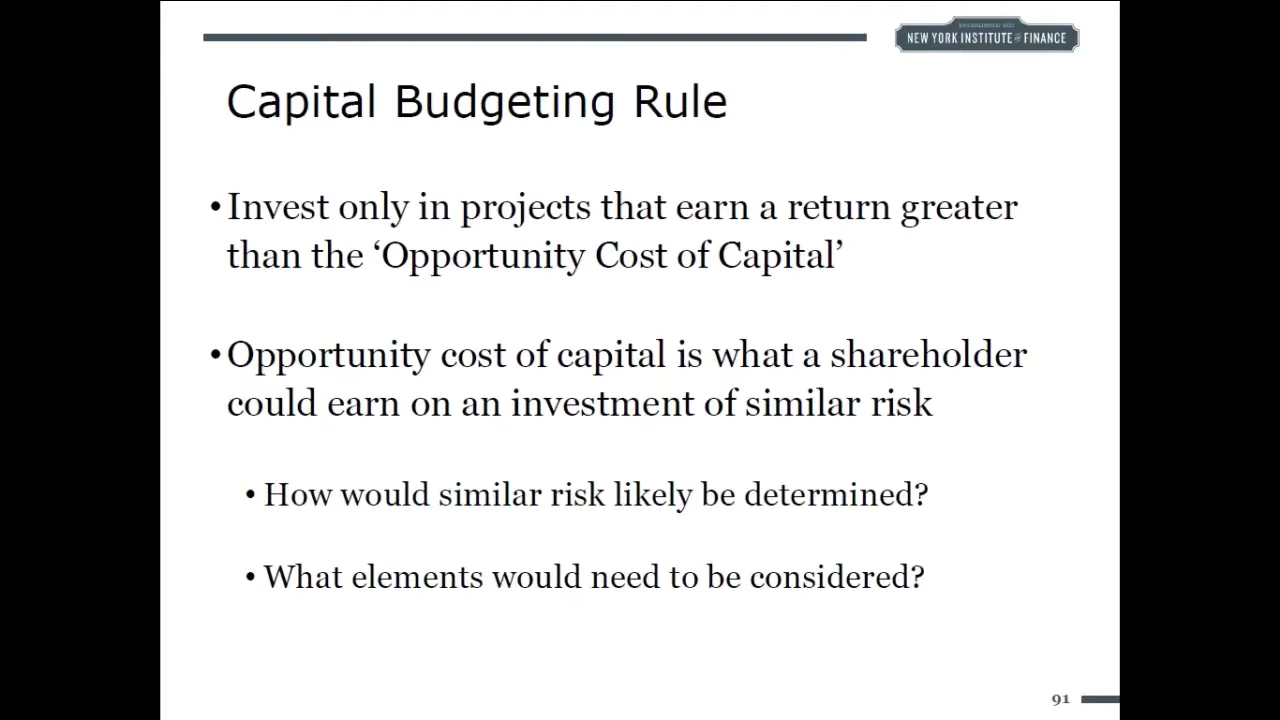 NEW YORK INSTITUTE of FINANCE
Capital Budgeting Rule
• Invest only in projects that earn a return greater
than the ‘Opportunity Cost of Capital’
• Opportunity cost of capital is what a shareholder
could earn on an investment of similar risk
• How would similar risk likely be determined?
• What elements would need to be considered?
91